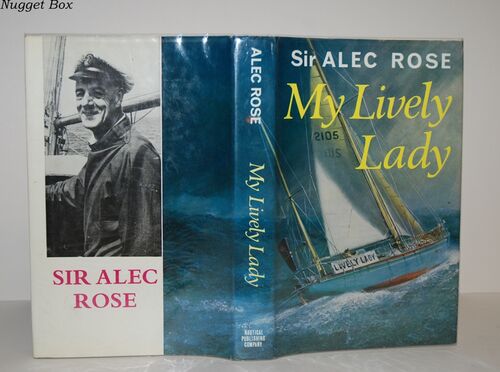 Nugget Box
SIR ALEC
ROSE
ALEC ROSE
My Lively Lady
NAUTICAL
PUBLISHING
COMPANY
Sir ALEC ROSE
My Lively
Lady
2105
LIVELY LADY